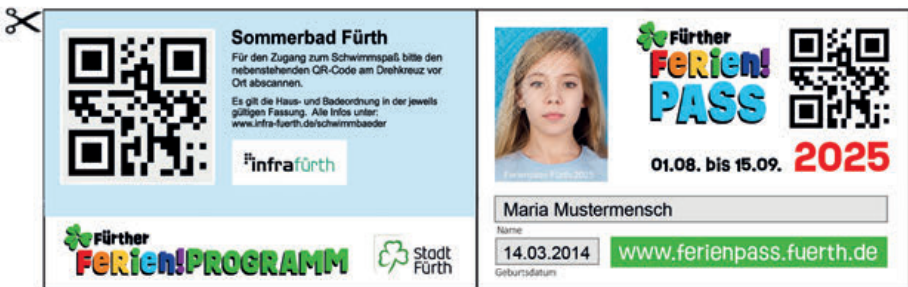 Sommerbad Fürth
Für den Zugang zum Schwimmspaß bitte den
nebenstehenden QR-Code am Drehkreuz vor
Ort abscannen.
Es gilt die Haus- und Badeordnung in der jeweils
gültigen Fassung. Alle Infos unter:
www.infra-fuerth.de/schwimmbaeder
infrafürth
Fürther
FeRien!PROGRAMM
Stadt
Fürth
Fürther
FeRien!
PASS
01.08. bis 15.09. 2025
Ferienpass Fürth 2025
Maria Mustermensch
Name
14.03.2014
www.ferienpass.fuerth.de
Geburtsdatum